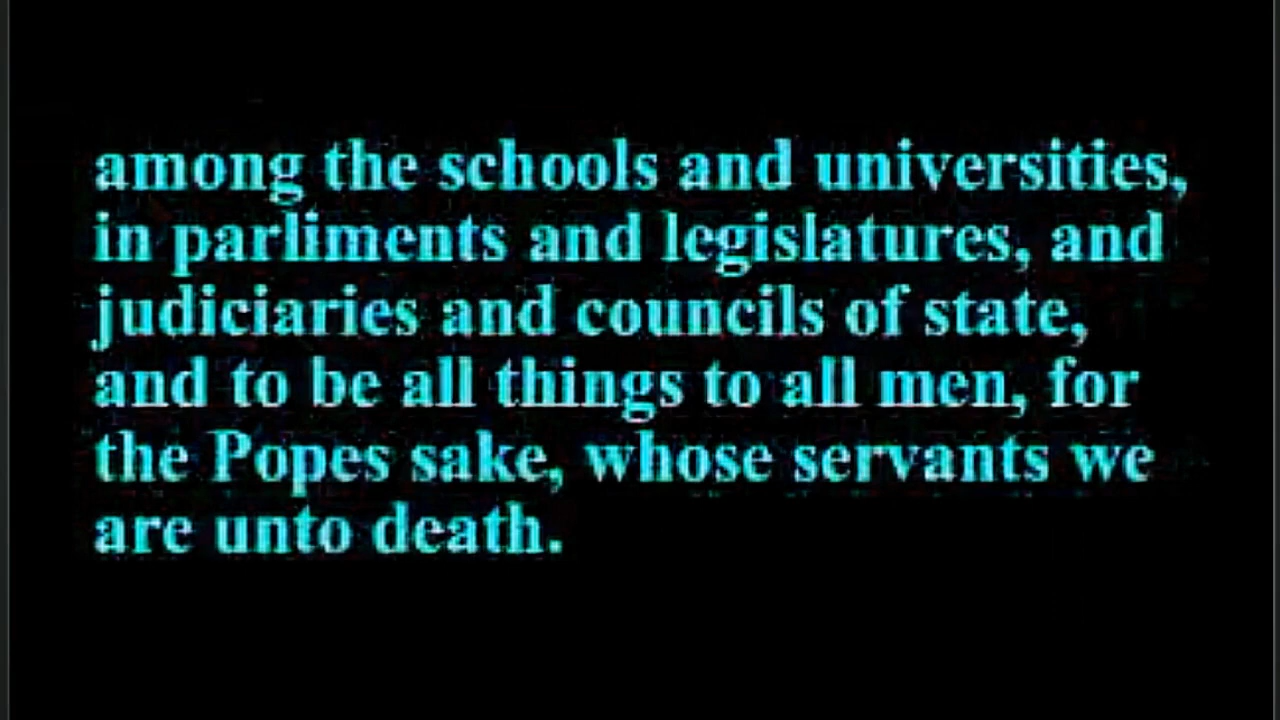 among the schools and universities,
in parliments and legislatures, and
judiciaries and councils of state,
and to be all things to all men, for
the Popes sake, whose servants we
are unto death.